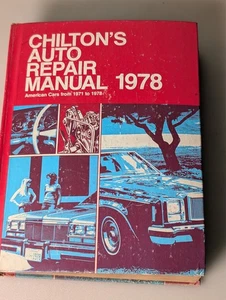 CHILTON'S
AUTO
REPAIR
MANUAL 1978
American Cars from 1971 to 1978